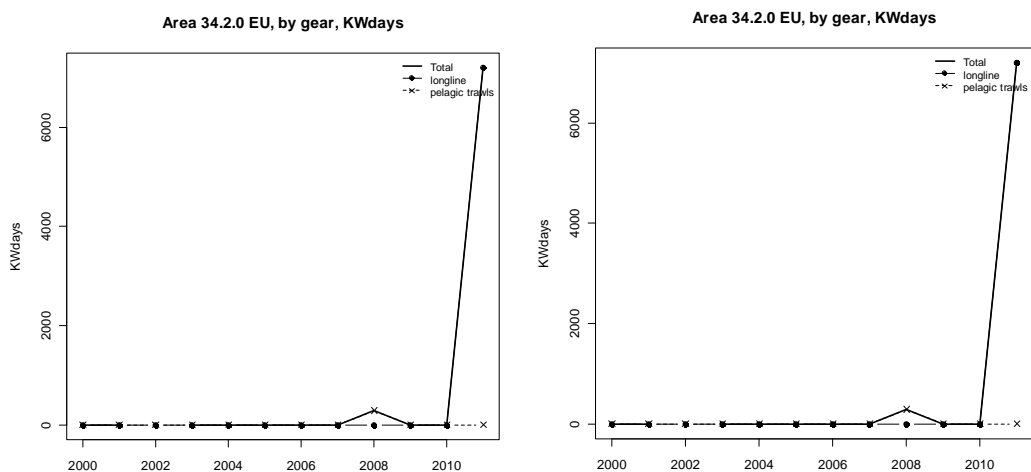 Area 34.2.0 EU, by gear, KWdays
Total
longline
pelagic trawls
KWdays
6000
4000
2000
0
2000 2002 2004 2006 2008 2010
Area 34.2.0 EU, by gear, KWdays
Total
longline
pelagic trawls
KWdays
6000
4000
2000
0
2000 2002 2004 2006 2008 2010